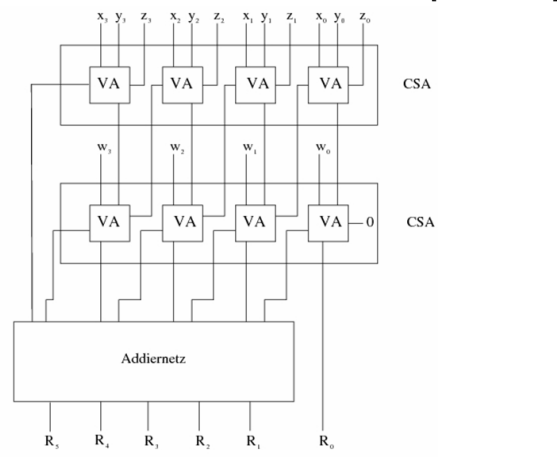 x₃ y₃ z₃ x₂ y₂ z₂ x₁ y₁ z₁ x₀ y₀ z₀
VA VA VA VA CSA
w₃ w₂ w₁ w₀
VA VA VA VA 0 CSA
Addiernetz
R₅ R₄ R₃ R₂ R₁ R₀